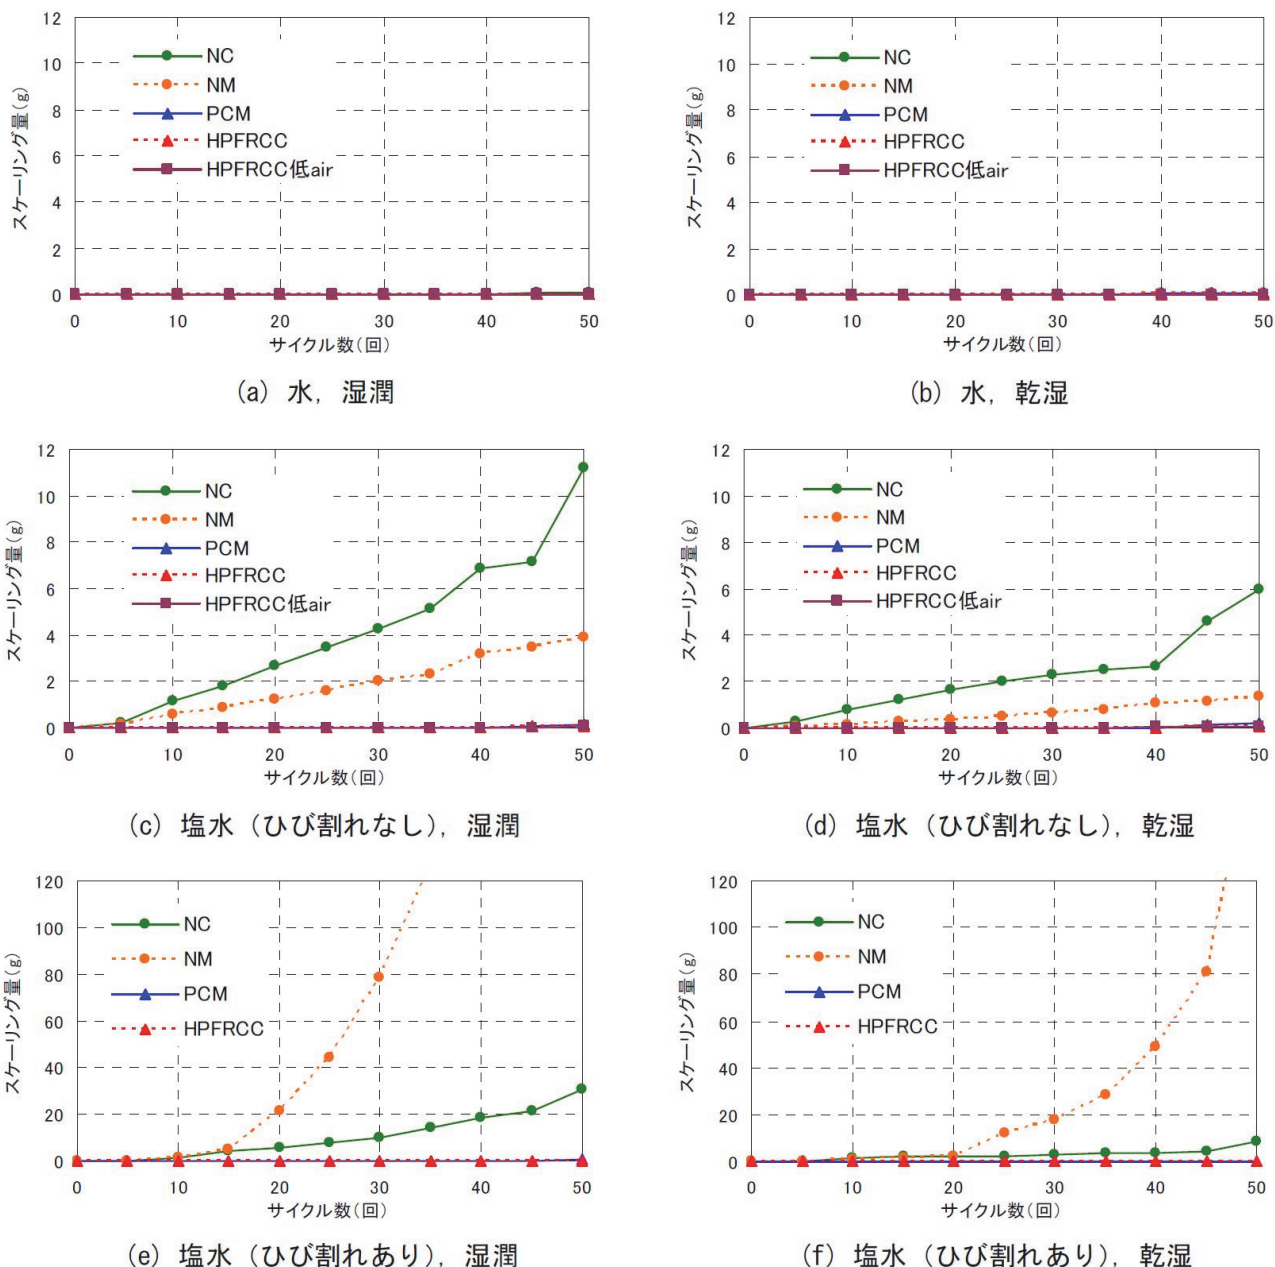 12
10
8
6
4
2
0
スケーリング量(g)
NC
NM
PCM
HPFRCC
HPFRCC低air
0 10 20 30 40 50
サイクル数(回)
(a) 水, 湿潤
12
10
8
6
4
2
0
スケーリング量(g)
NC
NM
PCM
HPFRCC
HPFRCC低air
0 10 20 30 40 50
サイクル数(回)
(b) 水, 乾湿
12
10
8
6
4
2
0
スケーリング量(g)
NC
NM
PCM
HPFRCC
HPFRCC低air
0 10 20 30 40 50
サイクル数(回)
(c) 塩水 (ひび割れなし), 湿潤
12
10
8
6
4
2
0
スケーリング量(g)
NC
NM
PCM
HPFRCC
HPFRCC低air
0 10 20 30 40 50
サイクル数(回)
(d) 塩水 (ひび割れなし), 乾湿
120
100
80
60
40
20
0
スケーリング量(g)
NC
NM
PCM
HPFRCC
0 10 20 30 40 50
サイクル数(回)
(e) 塩水 (ひび割れあり), 湿潤
120
100
80
60
40
20
0
スケーリング量(g)
NC
NM
PCM
HPFRCC
0 10 20 30 40 50
サイクル数(回)
(f) 塩水 (ひび割れあり), 乾湿